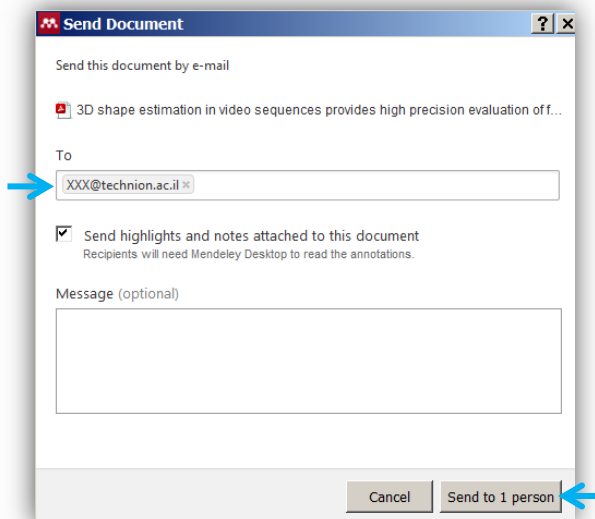 Send Document
Send this document by e-mail
3D shape estimation in video sequences provides high precision evaluation of f...
To
XXX@technion.ac.il ×
Send highlights and notes attached to this document
Recipients will need Mendeley Desktop to read the annotations.
Message (optional)
Cancel Send to 1 person